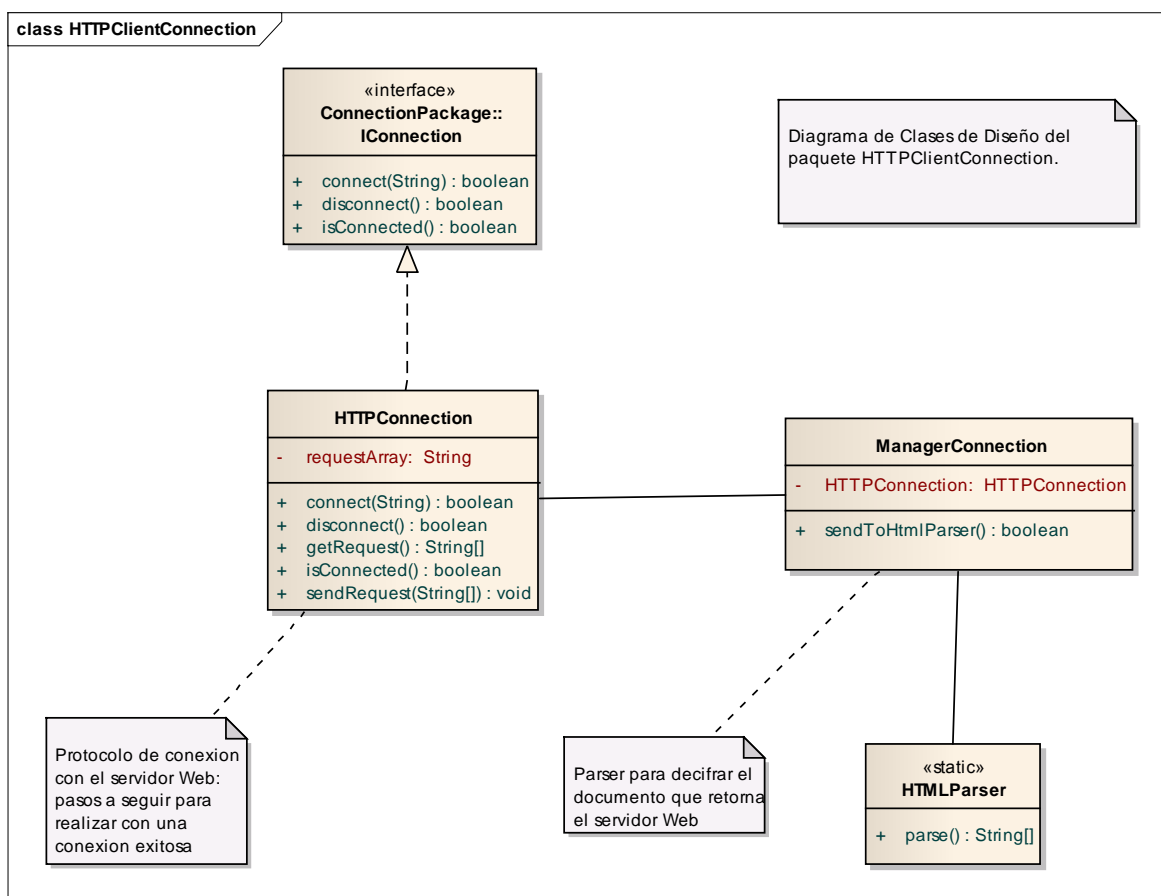 class HTTPClientConnection
«interface»
ConnectionPackage::
IConnection
+ connect(String) : boolean
+ disconnect() : boolean
+ isConnected() : boolean
Diagrama de Clases de Diseño del
paquete HTTPClientConnection.
HTTPConnection
- requestArray: String
+ connect(String) : boolean
+ disconnect() : boolean
+ getRequest() : String[]
+ isConnected() : boolean
+ sendRequest(String[]) : void
ManagerConnection
- HTTPConnection: HTTPConnection
+ sendToHtmlParser() : boolean
Protocolo de conexion
con el servidor Web:
pasos a seguir para
realizar con una
conexion exitosa
Parser para decifrar el
documento que retorna
el servidor Web
«static»
HTMLParser
+ parse() : String[]